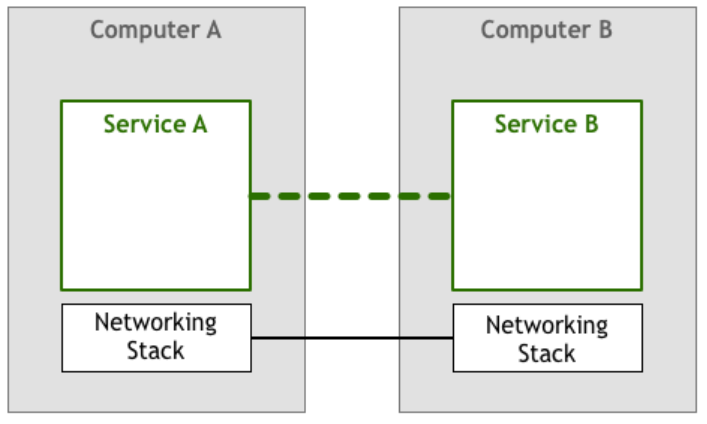 Computer A
Computer B
Service A
Service B
Networking
Stack
Networking
Stack